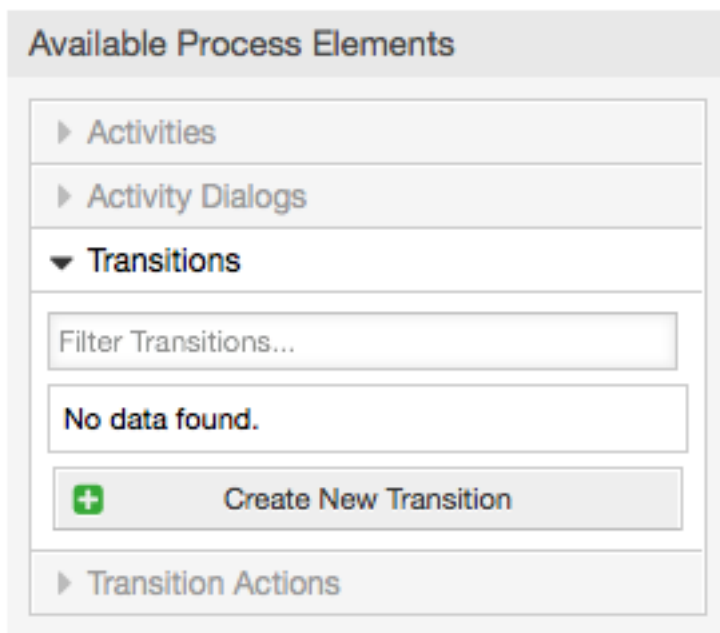 Available Process Elements
Activities
Activity Dialogs
Transitions
Filter Transitions...
No data found.
Create New Transition
Transition Actions